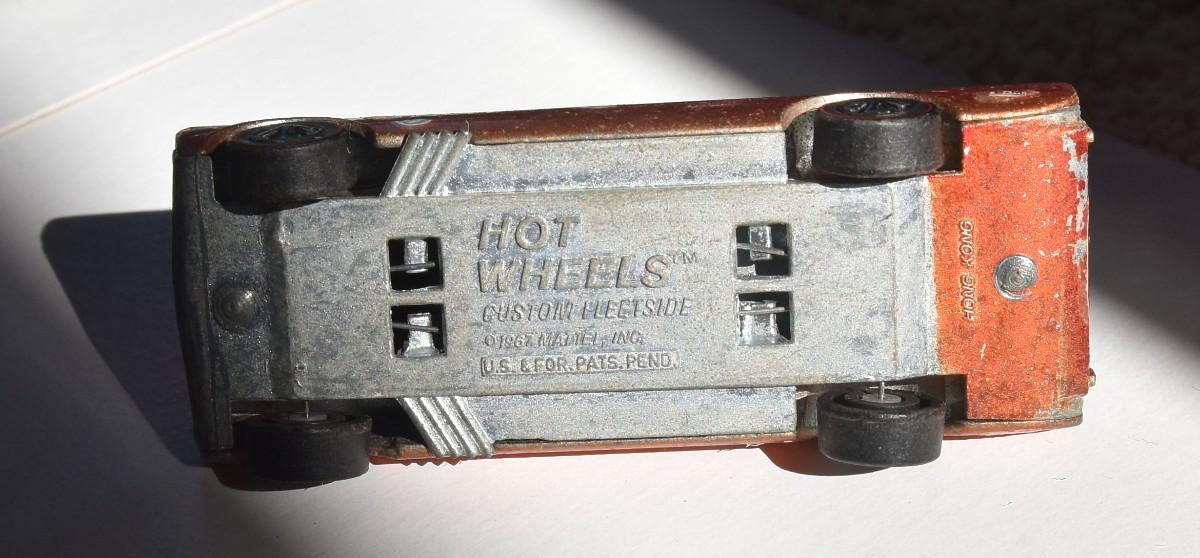 HOT
WHEELS™
CUSTOM FLEETSIDE
©1967 MATTEL, INC.
U.S. & FOR. PATS. PEND.
HONG KONG